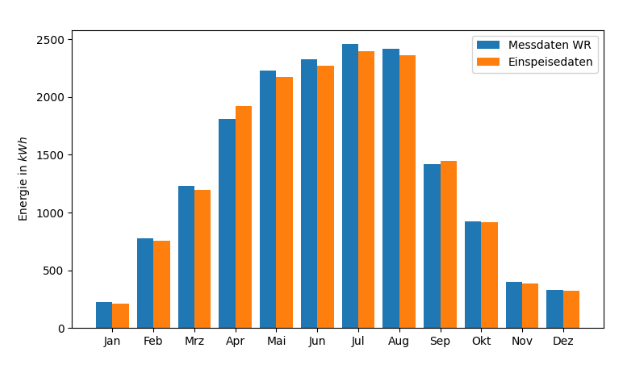 2500
2000
1500
1000
500
0
Energie in kWh
Messdaten WR
Einspeisedaten
Jan Feb Mrz Apr Mai Jun Jul Aug Sep Okt Nov Dez